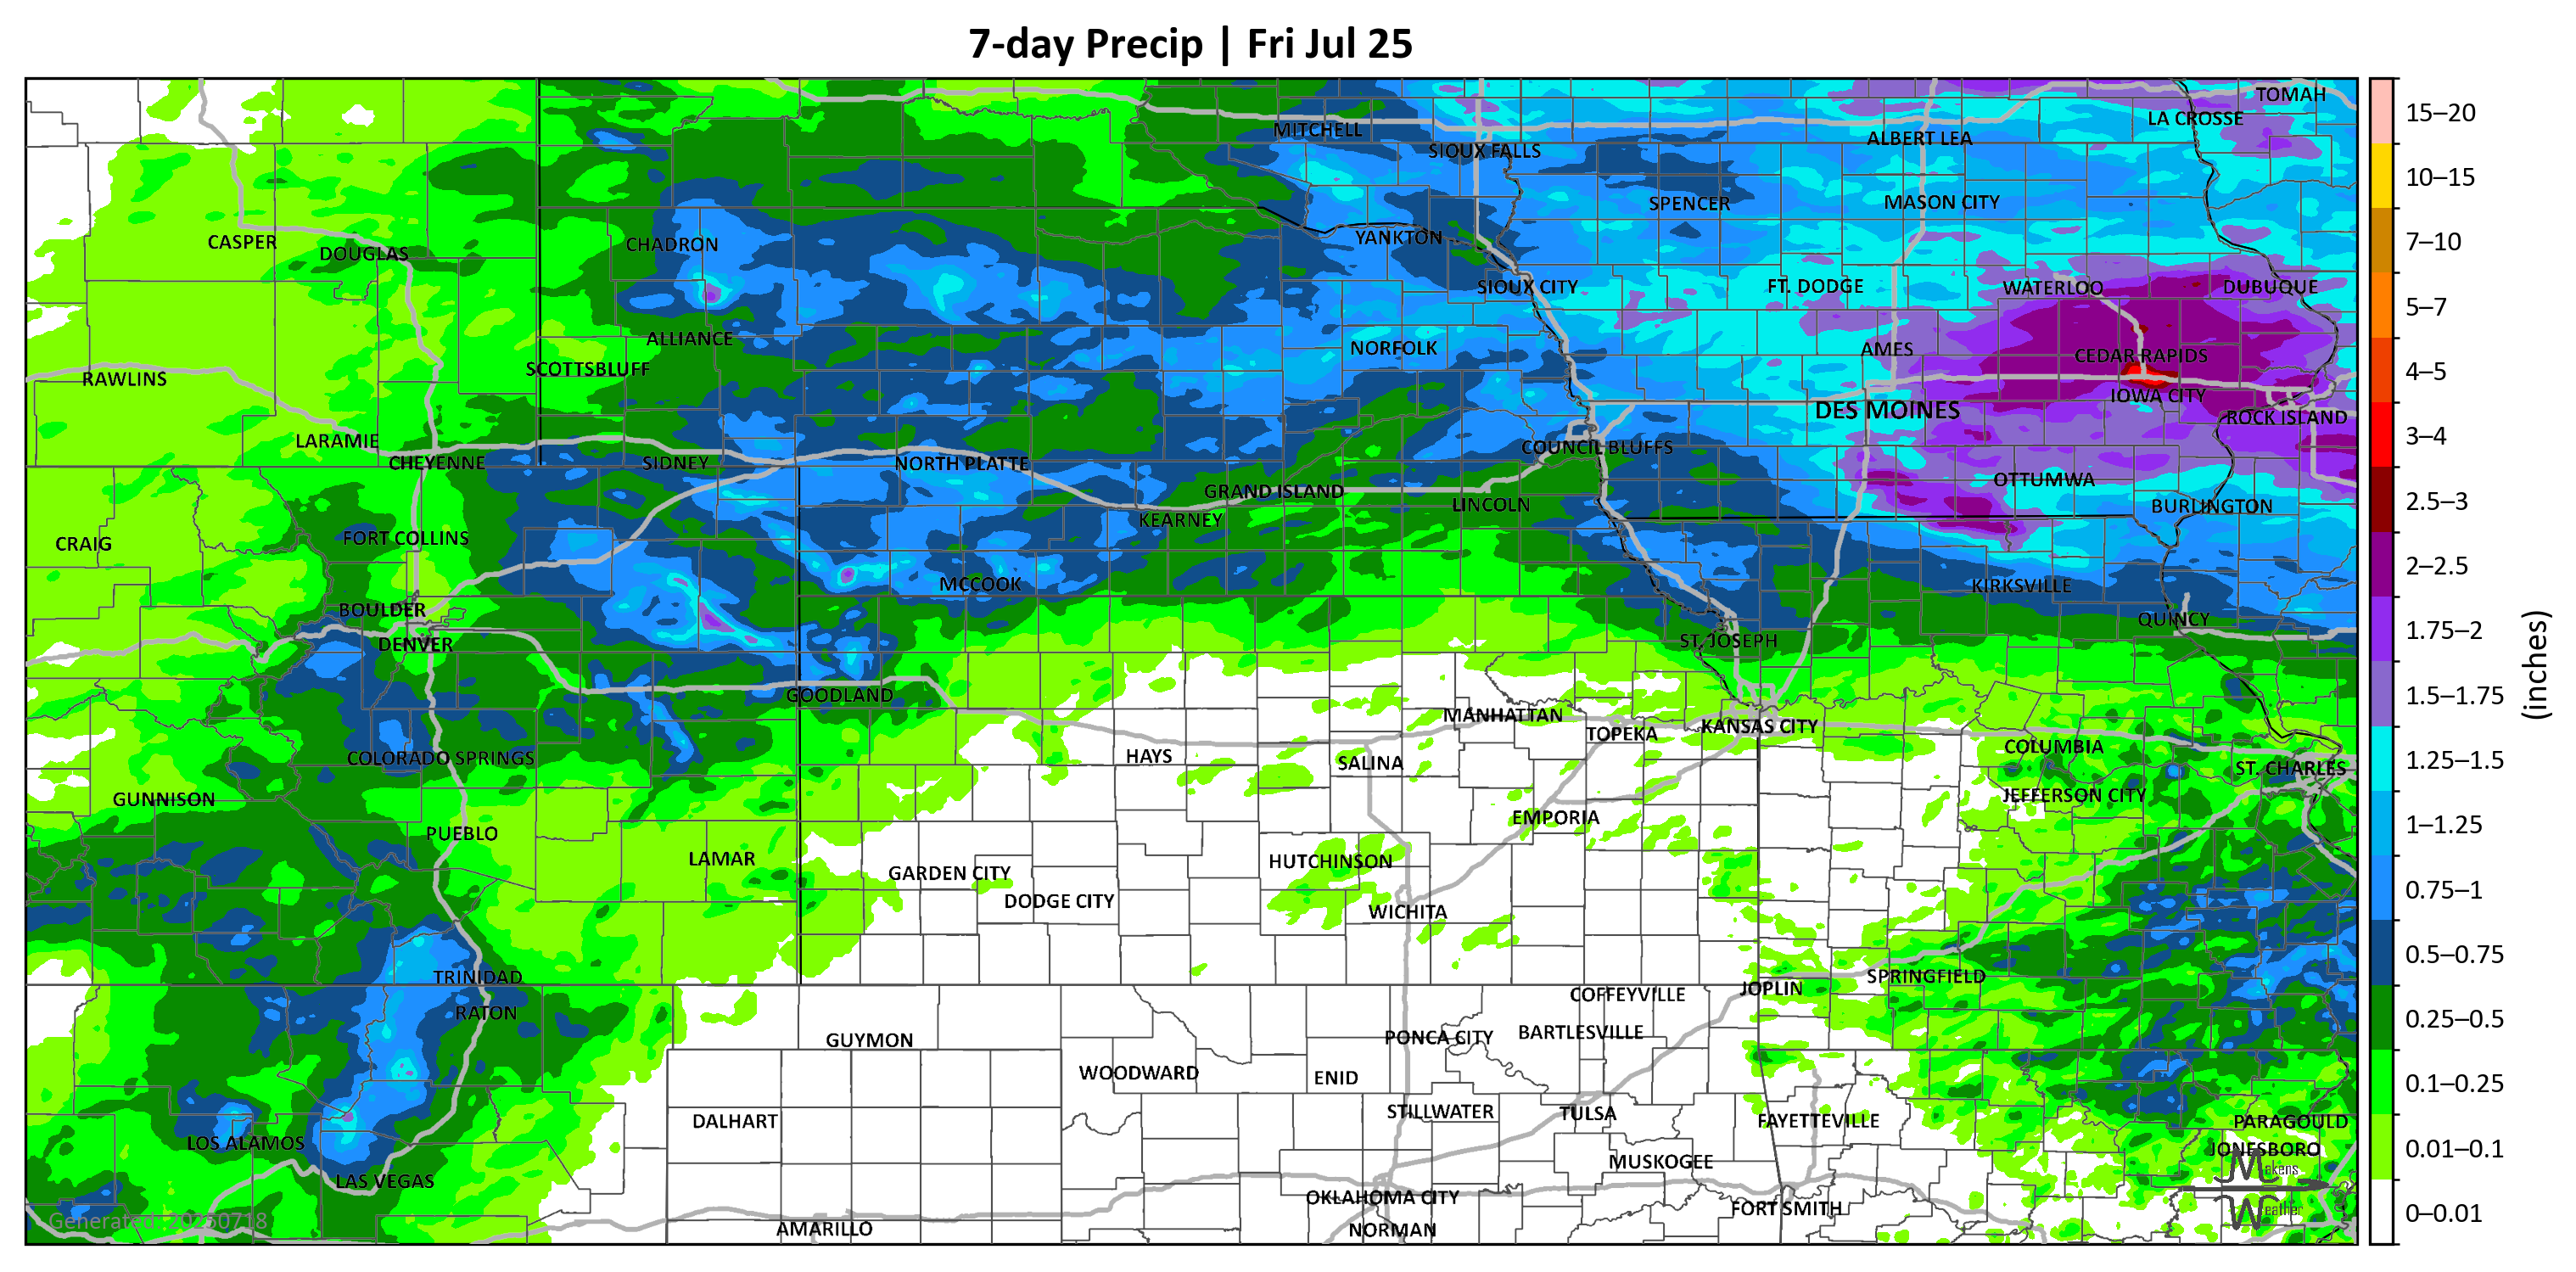 7-day Precip | Fri Jul 25
TOMAH
LA CROSSE
MITCHELL
ALBERT LEA
SIOUX FALLS
MASON CITY
SPENCER
YANKTON
CASPER
CHADRON
DOUGLAS
SIOUX CITY
FT. DODGE
WATERLOO
DUBUQUE
ALLIANCE
NORFOLK
AMES
CEDAR RAPIDS
SCOTTSBLUFF
RAWLINS
IOWA CITY
DES MOINES
ROCK ISLAND
LARAMIE
COUNCIL BLUFFS
CHEYENNE
SIDNEY
NORTH PLATTE
OTTUMWA
GRAND ISLAND
LINCOLN
BURLINGTON
KEARNEY
FORT COLLINS
CRAIG
MCCOOK
KIRKSVILLE
BOULDER
QUINCY
DENVER
ST. JOSEPH
GOODLAND
MANHATTAN
KANSAS CITY
TOPEKA
COLUMBIA
COLORADO SPRINGS
HAYS
SALINA
ST. CHARLES
GUNNISON
JEFFERSON CITY
EMPORIA
PUEBLO
LAMAR
HUTCHINSON
GARDEN CITY
DODGE CITY
WICHITA
TRINIDAD
SPRINGFIELD
JOPLIN
COFFEYVILLE
RATON
BARTLESVILLE
PONCA CITY
GUYMON
WOODWARD
ENID
STILLWATER
TULSA
DALHART
FAYETTEVILLE
PARAGOULD
LOS ALAMOS
JONESBORO
MUSKOGEE
LAS VEGAS
OKLAHOMA CITY
FORT SMITH
AMARILLO
NORMAN
Generated: 20250718
Makens
Weather
15–20
10–15
7–10
5–7
4–5
3–4
2.5–3
2–2.5
1.75–2
1.5–1.75
1.25–1.5
1–1.25
0.75–1
0.5–0.75
0.25–0.5
0.1–0.25
0.01–0.1
0–0.01
(inches)